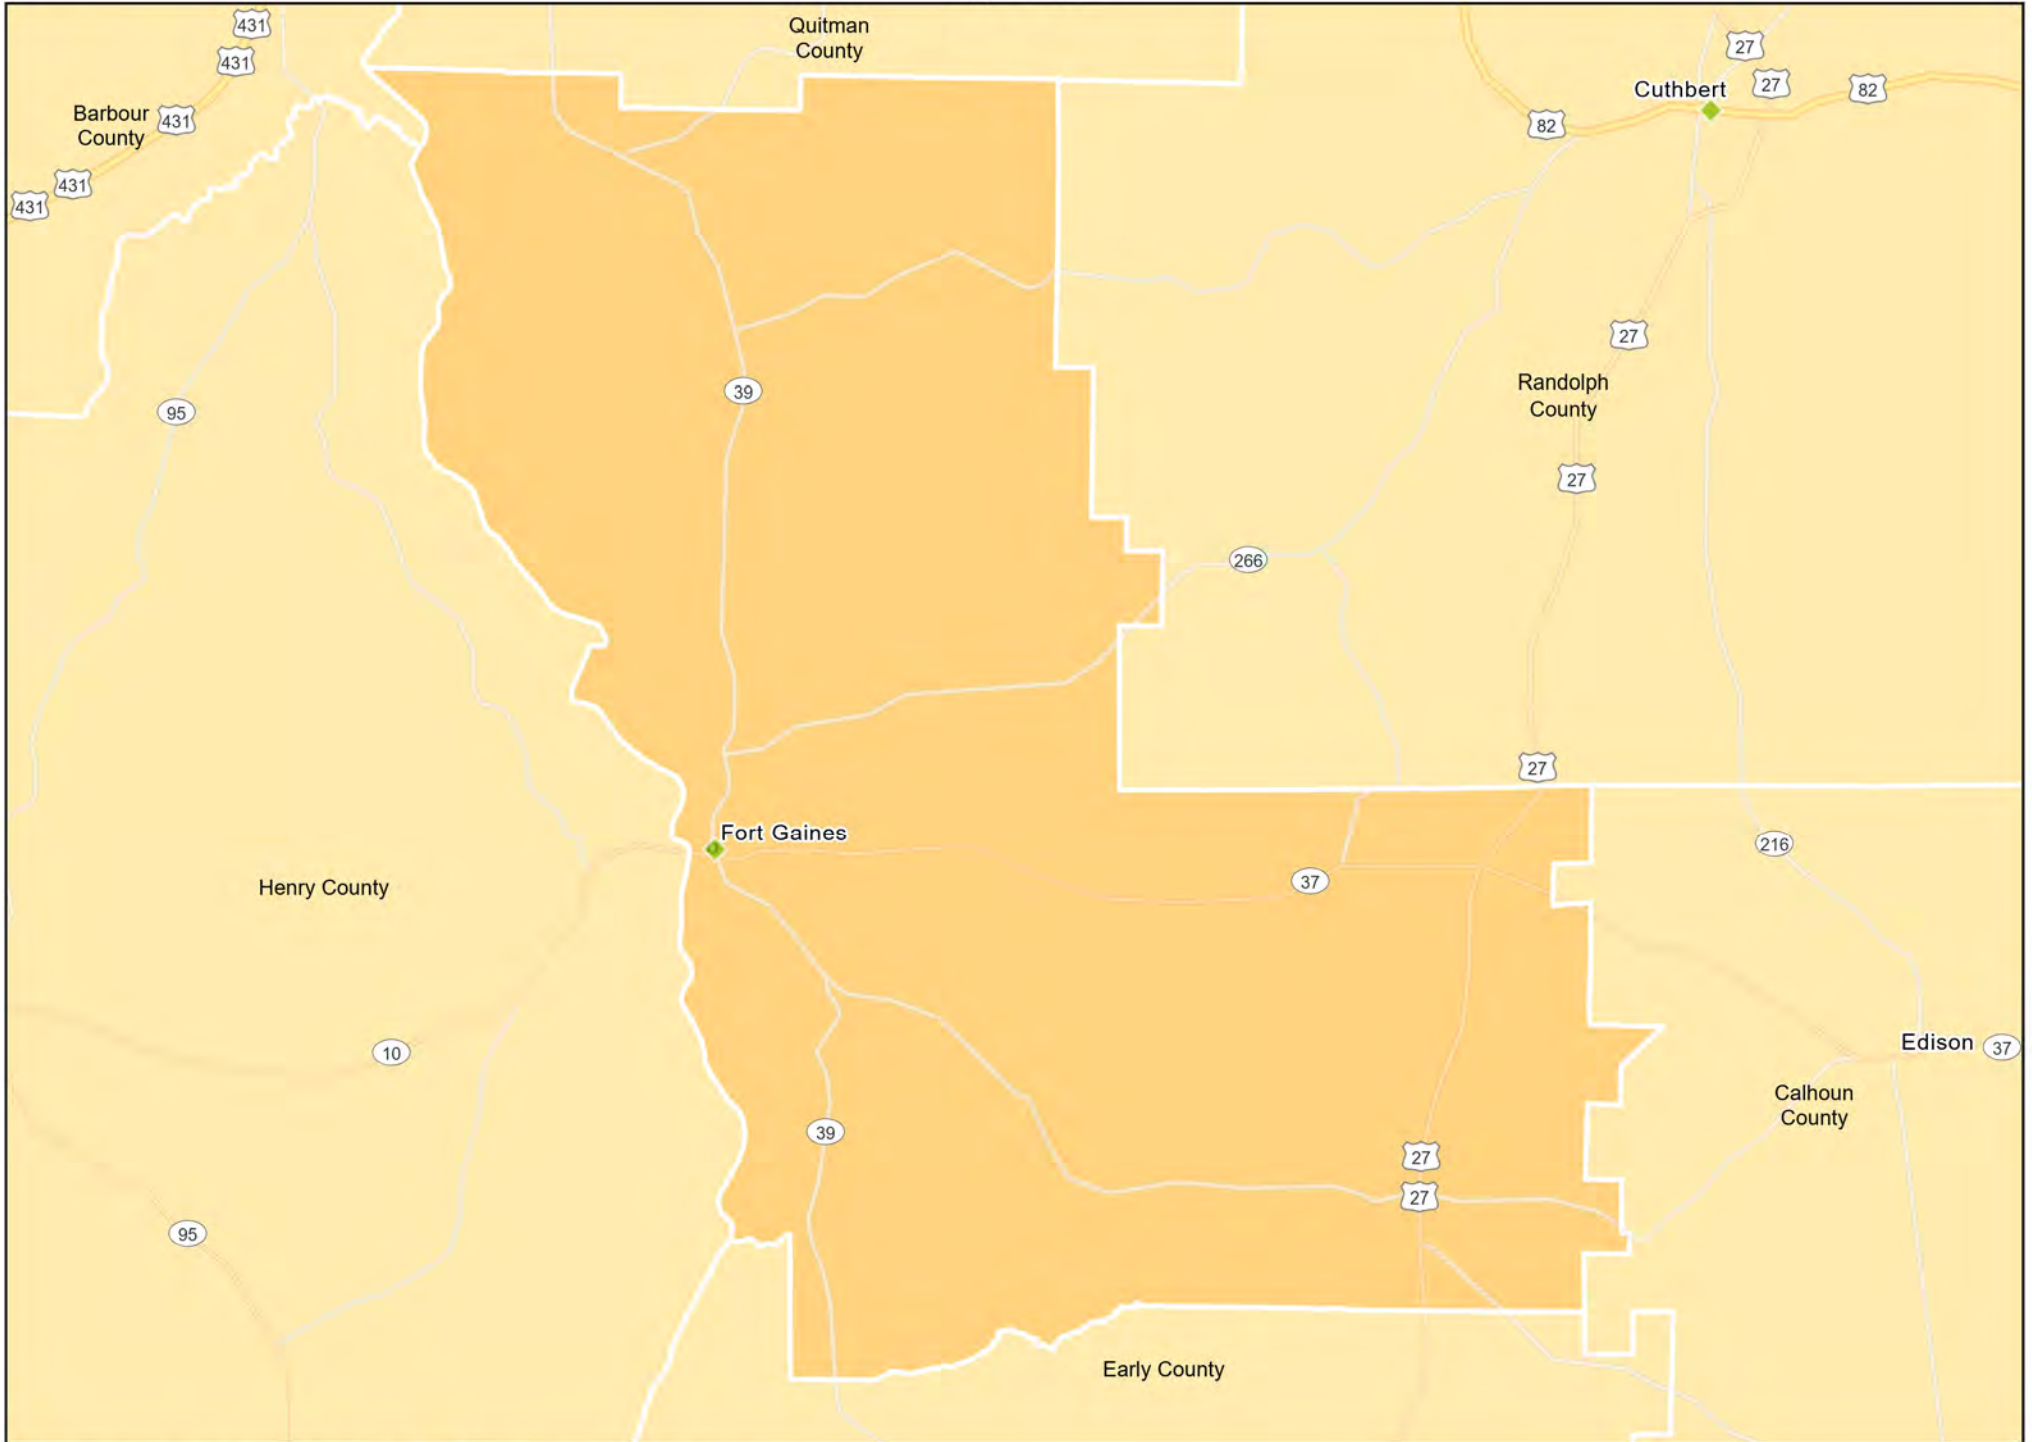 431
Quitman
County
431
27
Cuthbert
27
82
Barbour
County
431
82
431
431
27
39
Randolph
County
95
27
266
27
Fort Gaines
216
37
Henry County
Edison
37
10
Calhoun
County
39
27
27
95
Early County